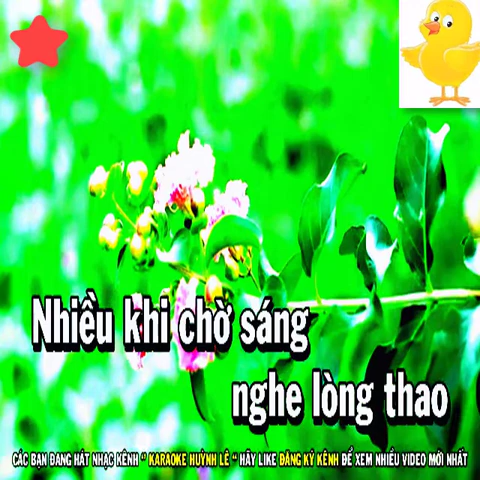 Nhiều khi chờ sáng
nghe lòng thao
CÁC BẠN ĐANG HÁT NHẠC KÊNH " KARAOKE HUỲNH LÊ " HÃY LIKE ĐĂNG KÝ KÊNH ĐỂ XEM NHIỀU VIDEO MỚI NHẤT